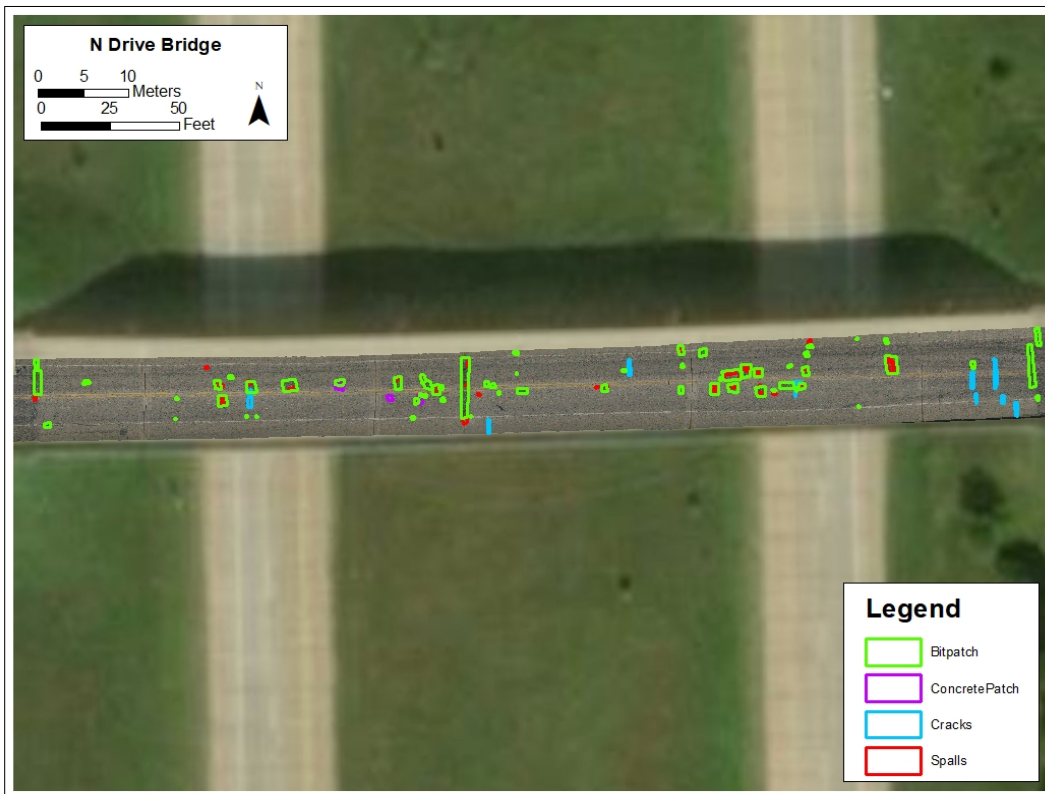 N Drive Bridge
0 5 10
Meters
0 25 50
Feet
N
Legend
Bitpatch
ConcretePatch
Cracks
Spalls